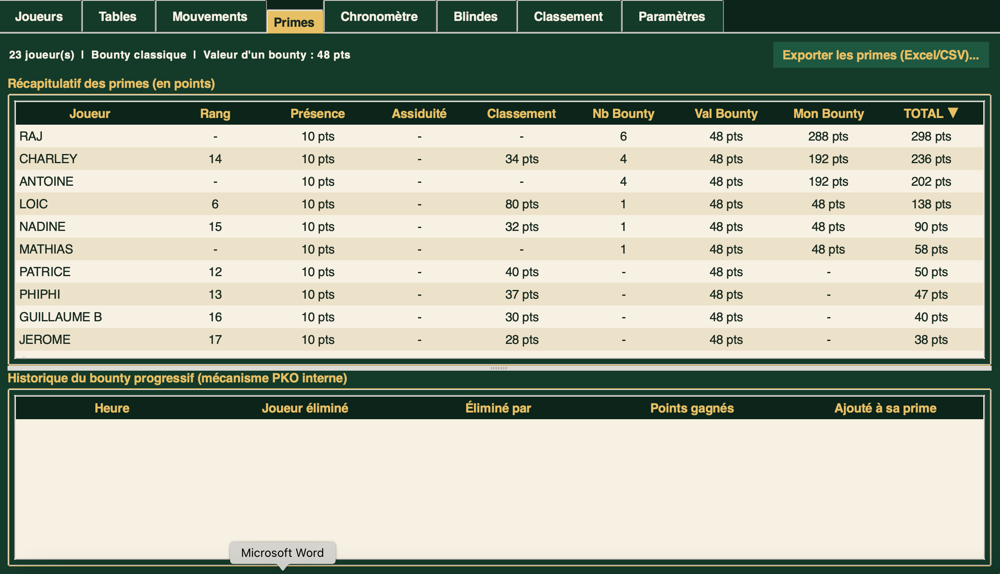 Joueurs Tables Mouvements Primes Chronomètre Blindes Classement Paramètres
23 joueur(s) | Bounty classique | Valeur d'un bounty : 48 pts
Exporter les primes (Excel/CSV)...
Récapitulatif des primes (en points)
Joueur Rang Présence Assiduité Classement Nb Bounty Val Bounty Mon Bounty TOTAL ▼
RAJ - 10 pts - - 6 48 pts 288 pts 298 pts
CHARLEY 14 10 pts - 34 pts 4 48 pts 192 pts 236 pts
ANTOINE - 10 pts - - 4 48 pts 192 pts 202 pts
LOIC 6 10 pts - 80 pts 1 48 pts 48 pts 138 pts
NADINE 15 10 pts - 32 pts 1 48 pts 48 pts 90 pts
MATHIAS - 10 pts - - 1 48 pts 48 pts 58 pts
PATRICE 12 10 pts - 40 pts - 48 pts - 50 pts
PHIPHI 13 10 pts - 37 pts - 48 pts - 47 pts
GUILLAUME B 16 10 pts - 30 pts - 48 pts - 40 pts
JEROME 17 10 pts - 28 pts - 48 pts - 38 pts
Historique du bounty progressif (mécanisme PKO interne)
Heure Joueur éliminé Éliminé par Points gagnés Ajouté à sa prime
Microsoft Word